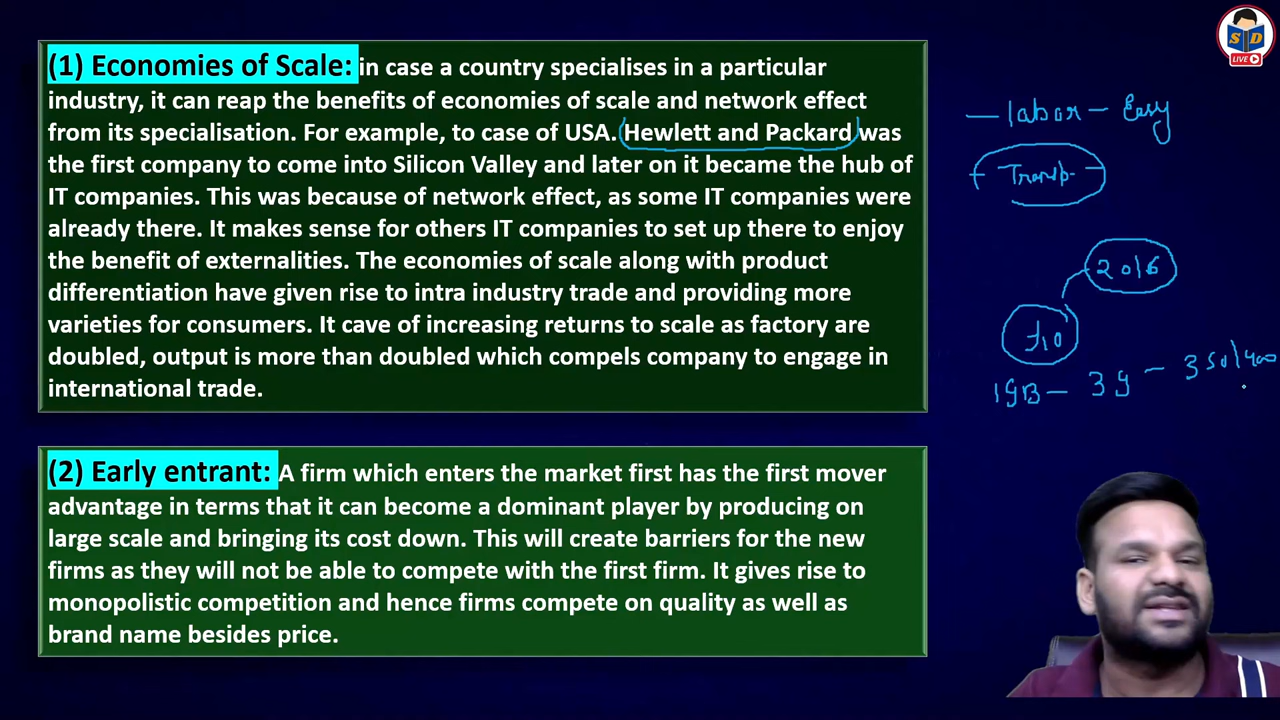 (1) Economies of Scale: in case a country specialises in a particular
industry, it can reap the benefits of economies of scale and network effect
from its specialisation. For example, to case of USA. Hewlett and Packard was
the first company to come into Silicon Valley and later on it became the hub of
IT companies. This was because of network effect, as some IT companies were
already there. It makes sense for others IT companies to set up there to enjoy
the benefit of externalities. The economies of scale along with product
differentiation have given rise to intra industry trade and providing more
varieties for consumers. It cave of increasing returns to scale as factory are
doubled, output is more than doubled which compels company to engage in
international trade.
(2) Early entrant: A firm which enters the market first has the first mover
advantage in terms that it can become a dominant player by producing on
large scale and bringing its cost down. This will create barriers for the new
firms as they will not be able to compete with the first firm. It gives rise to
monopolistic competition and hence firms compete on quality as well as
brand name besides price.
S D
LIVE
– labor – Easy
Transp.
2016
Jio
1GB – 3G – 350/400